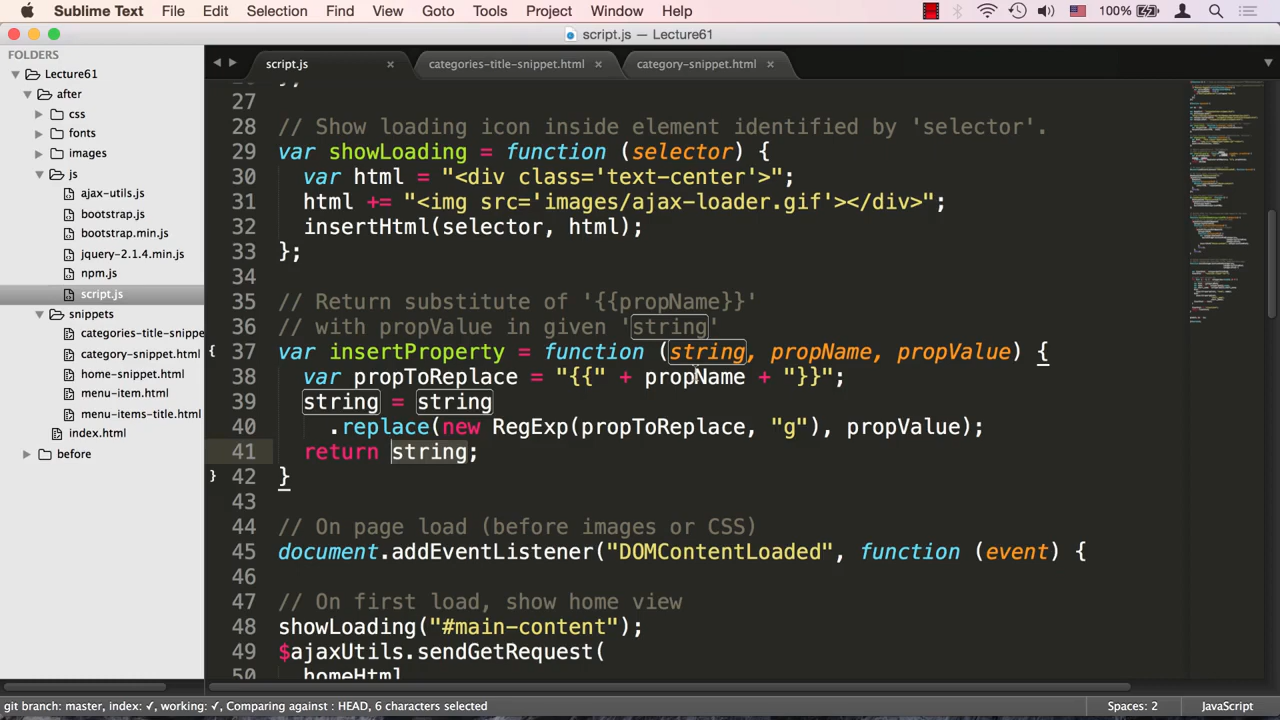 Sublime Text File Edit Selection Find View Goto Tools Project Window Help 100%
script.js — Lecture61
FOLDERS
Lecture61
after
css
fonts
images
js
ajax-utils.js
bootstrap.js
bootstrap.min.js
jquery-2.1.4.min.js
npm.js
script.js
snippets
categories-title-snippe
category-snippet.html
home-snippet.html
menu-item.html
menu-items-title.html
index.html
before
script.js categories-title-snippet.html category-snippet.html
26 };
27
28 // Show loading icon inside element identified by 'selector'.
29 var showLoading = function (selector) {
30 var html = "<div class='text-center'>";
31 html += "<img src='images/ajax-loader.gif'></div>";
32 insertHtml(selector, html);
33 };
34
35 // Return substitute of '{{propName}}'
36 // with propValue in given 'string'
37 var insertProperty = function (string, propName, propValue) {
38 var propToReplace = "{{" + propName + "}}";
39 string = string
40 .replace(new RegExp(propToReplace, "g"), propValue);
41 return string;
42 }
43
44 // On page load (before images or CSS)
45 document.addEventListener("DOMContentLoaded", function (event) {
46
47 // On first load, show home view
48 showLoading("#main-content");
49 $ajaxUtils.sendGetRequest(
50 homeHtml
git branch: master, index: ✓, working: ✓, Comparing against : HEAD, 6 characters selected Spaces: 2 JavaScript